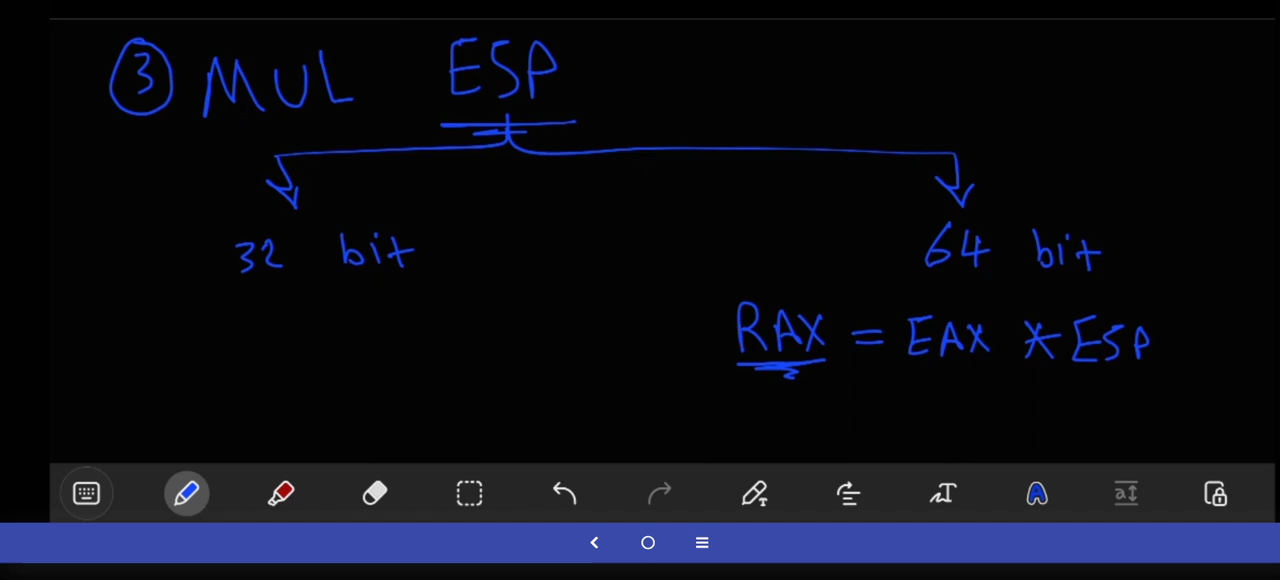 ③ MUL ESP
32 bit 64 bit
RAX = EAX * ESP